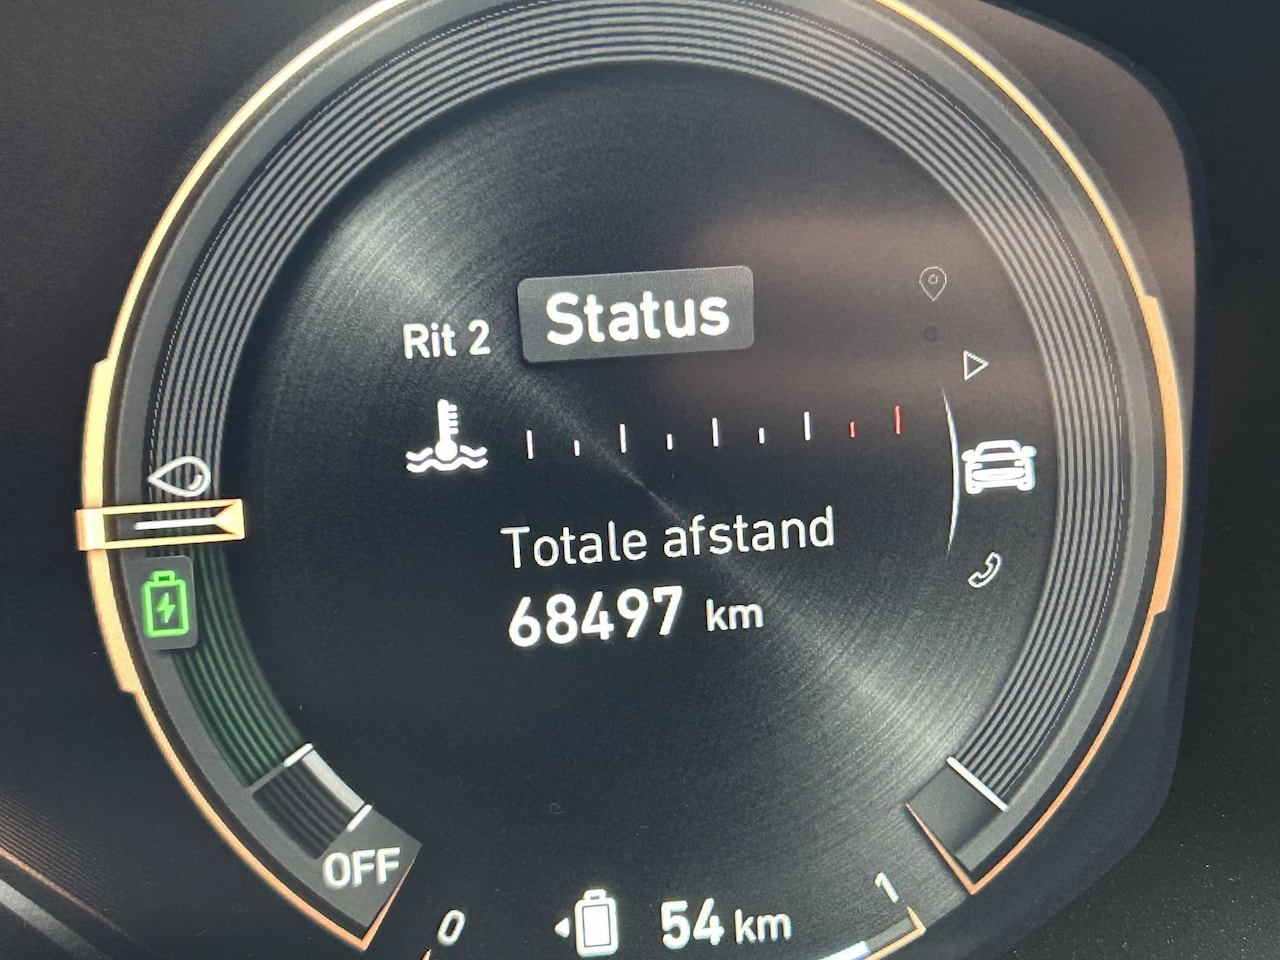 Rit 2 Status
Totale afstand
68497 km
OFF
0 54 km 1